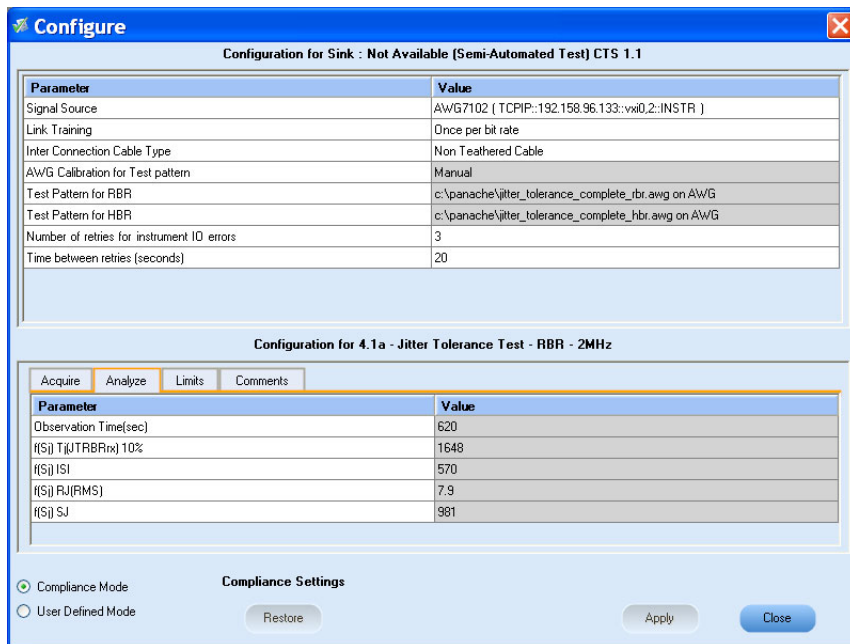 Configure
Configuration for Sink : Not Available (Semi-Automated Test) CTS 1.1
Parameter Value
Signal Source AWG7102 ( TCPIP::192.158.96.133::vxi0,2::INSTR )
Link Training Once per bit rate
Inter Connection Cable Type Non Teathered Cable
AWG Calibration for Test pattern Manual
Test Pattern for RBR c:\panache\jitter_tolerance_complete_rbr.awg on AWG
Test Pattern for HBR c:\panache\jitter_tolerance_complete_hbr.awg on AWG
Number of retries for instrument IO errors 3
Time between retries (seconds) 20
Configuration for 4.1a - Jitter Tolerance Test - RBR - 2MHz
Acquire Analyze Limits Comments
Parameter Value
Observation Time(sec) 620
f(Sj) Tj(JTRBRrx) 10% 1648
f(Sj) ISI 570
f(Sj) RJ(RMS) 7.9
f(Sj) SJ 981
Compliance Mode Compliance Settings
User Defined Mode Restore Apply Close